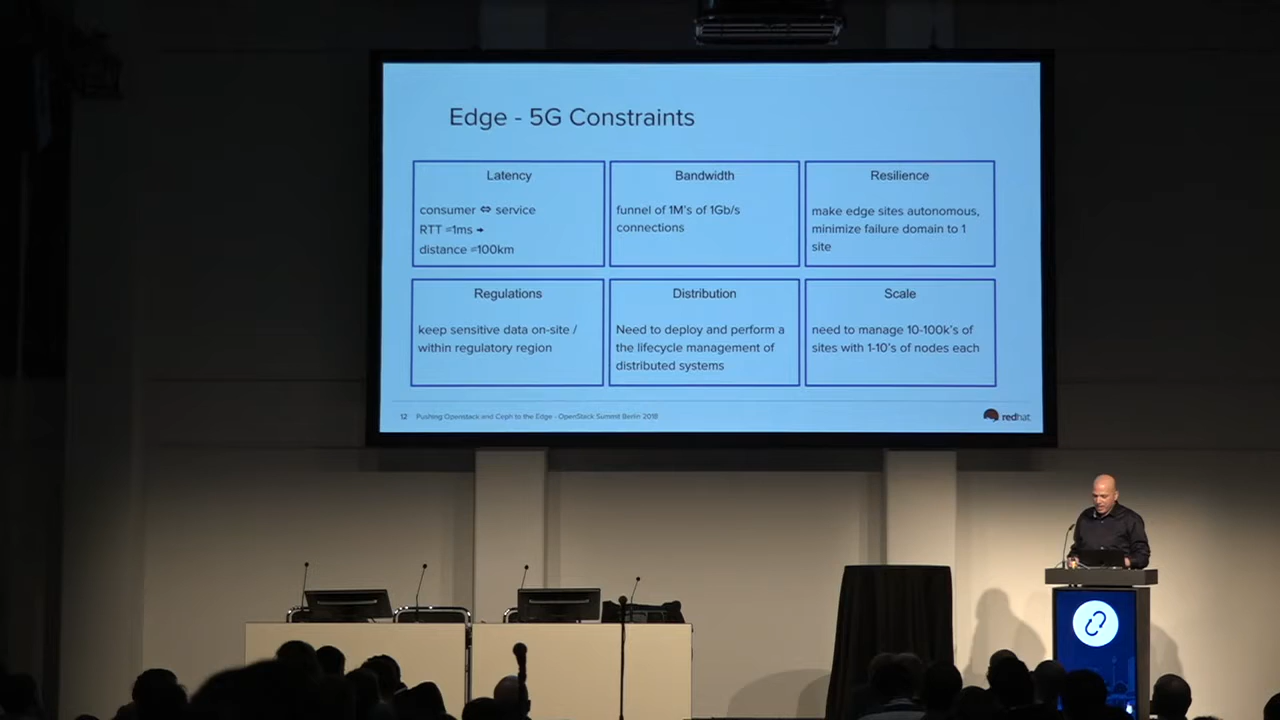 Edge - 5G Constraints
Latency
consumer ⇔ service
RTT =1ms →
distance =100km
Bandwidth
funnel of 1M's of 1Gb/s
connections
Resilience
make edge sites autonomous,
minimize failure domain to 1
site
Regulations
keep sensitive data on-site /
within regulatory region
Distribution
Need to deploy and perform a
the lifecycle management of
distributed systems
Scale
need to manage 10-100k's of
sites with 1-10's of nodes each
12 Pushing Openstack and Ceph to the Edge - OpenStack Summit Berlin 2018
redhat.